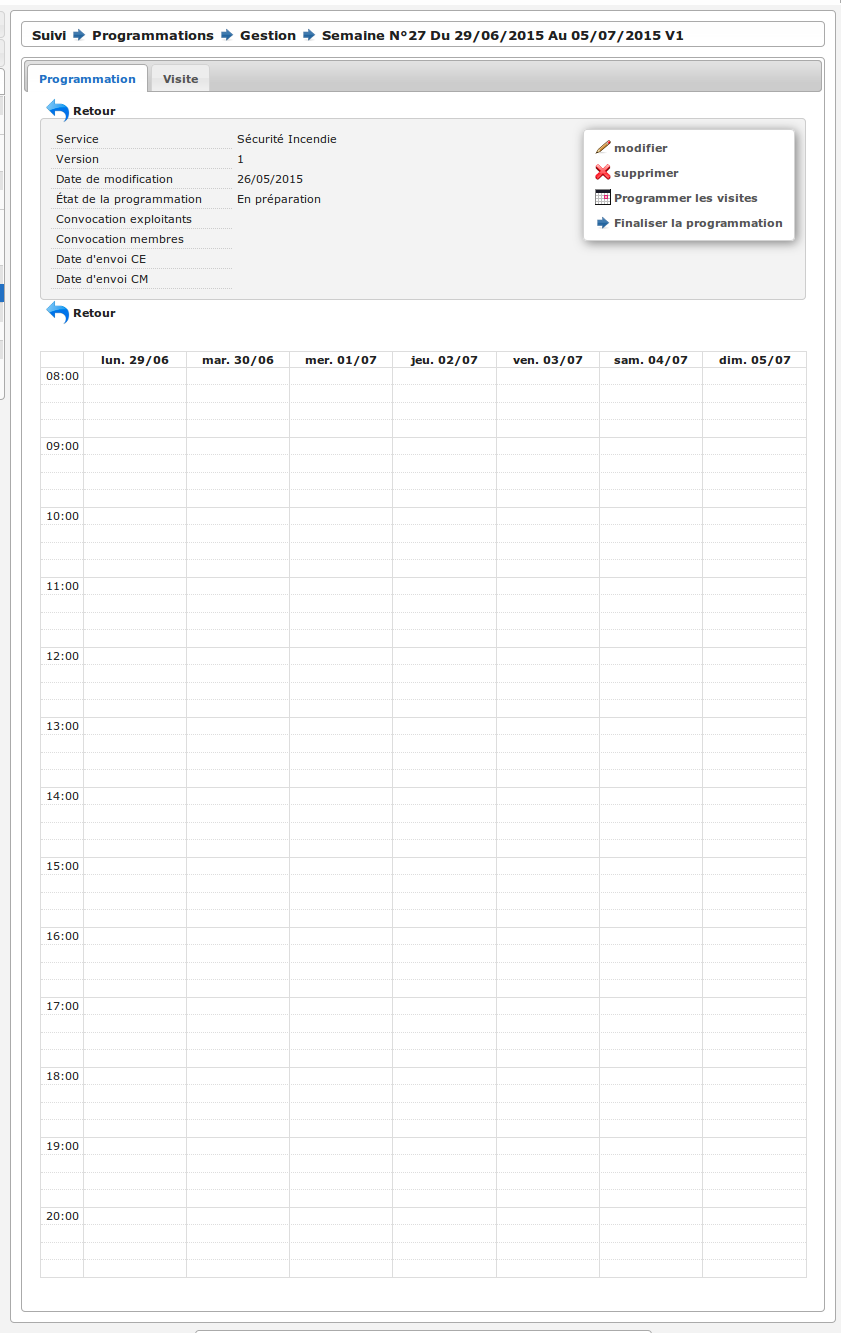 Suivi Programmations Gestion Semaine N°27 Du 29/06/2015 Au 05/07/2015 V1
Programmation Visite
Retour
Service Sécurité Incendie
Version 1
Date de modification 26/05/2015
État de la programmation En préparation
Convocation exploitants
Convocation membres
Date d'envoi CE
Date d'envoi CM
modifier
supprimer
Programmer les visites
Finaliser la programmation
Retour
lun. 29/06 mar. 30/06 mer. 01/07 jeu. 02/07 ven. 03/07 sam. 04/07 dim. 05/07
08:00
09:00
10:00
11:00
12:00
13:00
14:00
15:00
16:00
17:00
18:00
19:00
20:00